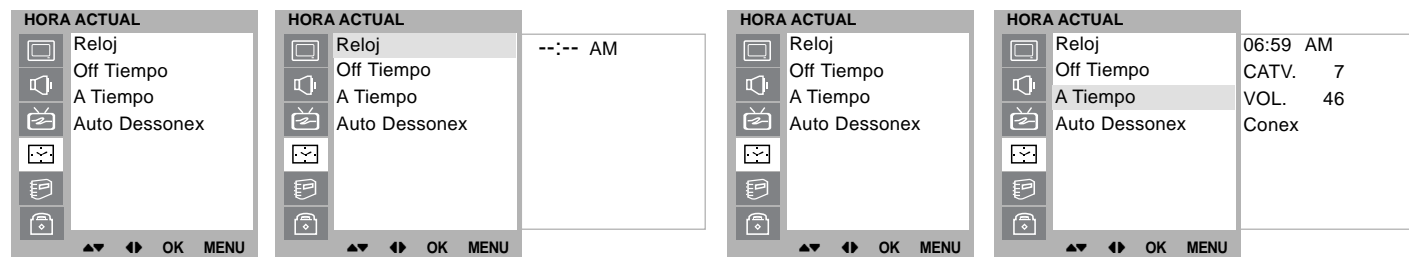 HORA ACTUAL
Reloj
Off Tiempo
A Tiempo
Auto Dessonex
OK MENU
HORA ACTUAL
Reloj
Off Tiempo
A Tiempo
Auto Dessonex
OK MENU
--:-- AM
HORA ACTUAL
Reloj
Off Tiempo
A Tiempo
Auto Dessonex
OK MENU
HORA ACTUAL
Reloj
Off Tiempo
A Tiempo
Auto Dessonex
OK MENU
06:59 AM
CATV. 7
VOL. 46
Conex